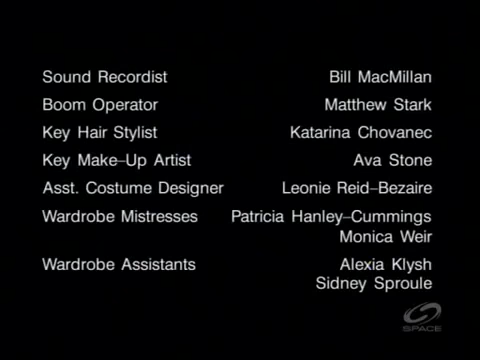 Sound Recordist Bill MacMillan
Boom Operator Matthew Stark
Key Hair Stylist Katarina Chovanec
Key Make–Up Artist Ava Stone
Asst. Costume Designer Leonie Reid–Bezaire
Wardrobe Mistresses Patricia Hanley–Cummings
Monica Weir
Wardrobe Assistants Alexia Klysh
Sidney Sproule
SPACE